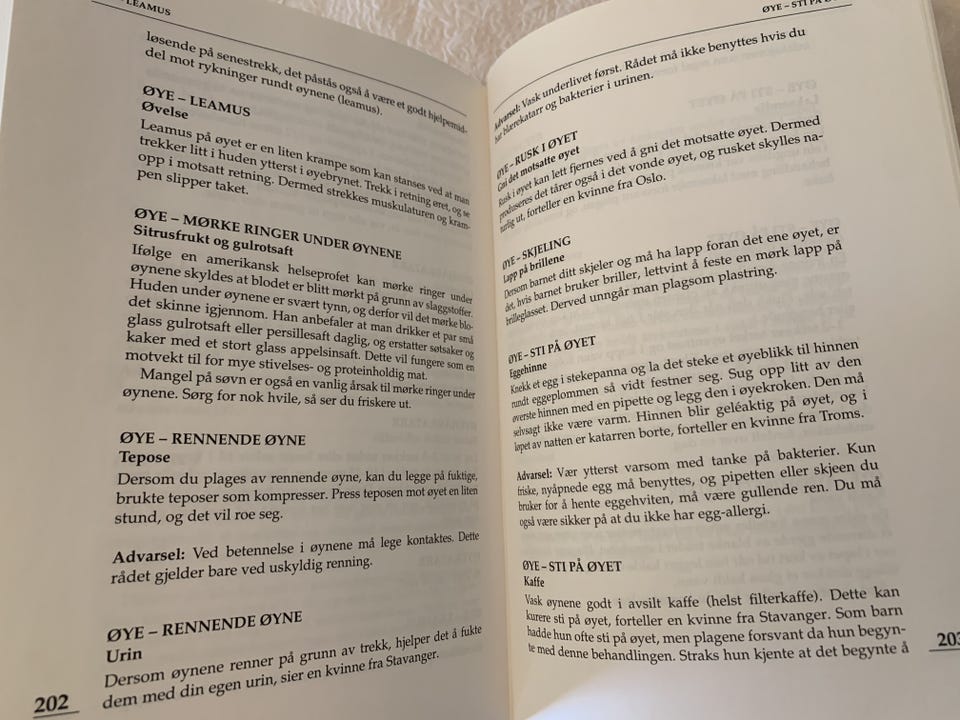 LEAMUS
løsende på senestrekk, det påstås også å være et godt hjelpemid-
del mot rykninger rundt øynene (leamus).
ØYE – LEAMUS
Øvelse
Leamus på øyet er en liten krampe som kan stanses ved at man
trekker litt i huden ytterst i øyebrynet. Trekk i retning øret, og se
opp i motsatt retning. Dermed strekkes muskulaturen og kram-
pen slipper taket.
ØYE – MØRKE RINGER UNDER ØYNENE
Sitrusfrukt og gulrotsaft
Ifølge en amerikansk helseprofet kan mørke ringer under
øynene skyldes at blodet er blitt mørkt på grunn av slaggstoffer.
Huden under øynene er svært tynn, og derfor vil det mørke blo-
det skinne igjennom. Han anbefaler at man drikker et par små
glass gulrotsaft eller persillesaft daglig, og erstatter søtsaker og
kaker med et stort glass appelsinsaft. Dette vil fungere som en
motvekt til for mye stivelses- og proteinholdig mat.
Mangel på søvn er også en vanlig årsak til mørke ringer under
øynene. Sørg for nok hvile, så ser du friskere ut.
ØYE – RENNENDE ØYNE
Tepose
Dersom du plages av rennende øyne, kan du legge på fuktige,
brukte teposer som kompresser. Press teposen mot øyet en liten
stund, og det vil roe seg.
Advarsel: Ved betennelse i øynene må lege kontaktes. Dette
rådet gjelder bare ved uskyldig renning.
ØYE – RENNENDE ØYNE
Urin
Dersom øynene renner på grunn av trekk, hjelper det å fukte
dem med din egen urin, sier en kvinne fra Stavanger.
202
ØYE – STI PÅ
Advarsel: Vask underlivet først. Rådet må ikke benyttes hvis du
har blærekatarr og bakterier i urinen.
ØYE – RUSK I ØYET
Gni det motsatte øyet
Rusk i øyet kan lett fjernes ved å gni det motsatte øyet. Dermed
produseres det tårer også i det vonde øyet, og rusket skylles na-
turlig ut, forteller en kvinne fra Oslo.
ØYE – SKJELING
Lapp på brillene
Dersom barnet ditt skjeler og må ha lapp foran det ene øyet, er
det, hvis barnet bruker briller, lettvint å feste en mørk lapp på
brilleglasset. Derved unngår man plagsom plastring.
ØYE – STI PÅ ØYET
Eggehinne
Knekk et egg i stekepanna og la det steke et øyeblikk til hinnen
rundt eggeplommen så vidt festner seg. Sug opp litt av den
øverste hinnen med en pipette og legg den i øyekroken. Den må
selvsagt ikke være varm. Hinnen blir geléaktig på øyet, og i
løpet av natten er katarren borte, forteller en kvinne fra Troms.
Advarsel: Vær ytterst varsom med tanke på bakterier. Kun
friske, nyåpnede egg må benyttes, og pipetten eller skjeen du
bruker for å hente eggehviten, må være gullende ren. Du må
også være sikker på at du ikke har egg-allergi.
ØYE – STI PÅ ØYET
Kaffe
Vask øynene godt i avsilt kaffe (helst filterkaffe). Dette kan
kurere sti på øyet, forteller en kvinne fra Stavanger. Som barn
hadde hun ofte sti på øyet, men plagene forsvant da hun begyn-
te med denne behandlingen. Straks hun kjente at det begynte å
203